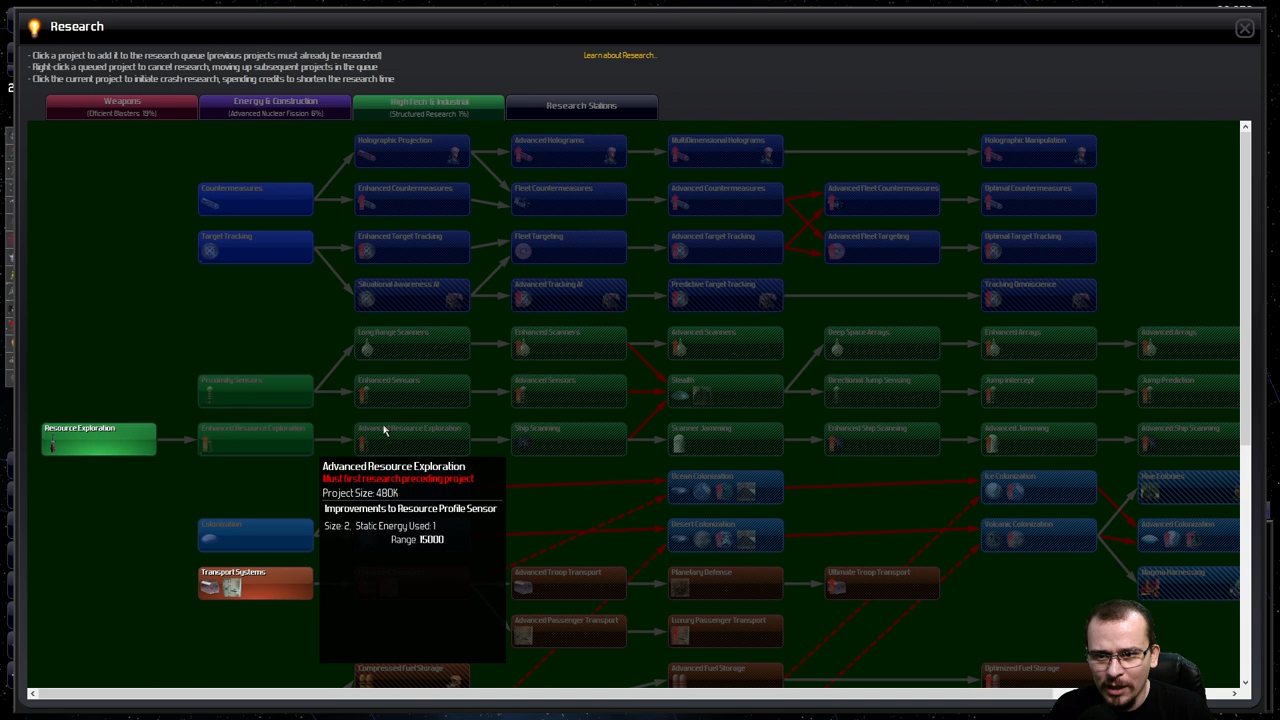 Research
- Click a project to add it to the research queue (previous projects must already be researched)
- Right-click a queued project to cancel research, moving up subsequent projects in the queue
- Click the current project to initiate crash-research, spending credits to shorten the research time
Learn about Research...
Weapons
(Efficient Blasters 19%)
Energy & Construction
(Advanced Nuclear Fission 6%)
HighTech & Industrial
(Structured Research 1%)
Research Stations
Holographic Projection
Advanced Holograms
MultiDimensional Holograms
Holographic Manipulation
Countermeasures
Enhanced Countermeasures
Fleet Countermeasures
Advanced Countermeasures
Advanced Fleet Countermeasures
Optimal Countermeasures
Target Tracking
Enhanced Target Tracking
Fleet Targeting
Advanced Target Tracking
Advanced Fleet Targeting
Optimal Target Tracking
Situational Awareness AI
Advanced Tracking AI
Predictive Target Tracking
Tracking Omniscience
Long Range Scanners
Enhanced Scanners
Advanced Scanners
Deep Space Arrays
Enhanced Arrays
Advanced Arrays
Proximity Sensors
Enhanced Sensors
Advanced Sensors
Stealth
Directional Jump Sensing
Jump Intercept
Jump Prediction
Resource Exploration
Enhanced Resource Exploration
Advanced Resource Exploration
Ship Scanning
Scanner Jamming
Enhanced Ship Scanning
Advanced Jamming
Advanced Ship Scanning
Advanced Resource Exploration
Must first research preceding project
Project Size: 480K
Improvements to Resource Profile Sensor
Size: 2, Static Energy Used: 1
Range 15000
Ocean Colonization
Ice Colonization
Hive Colonies
Colonization
Desert Colonization
Volcanic Colonization
Advanced Colonization
Transport Systems
Advanced Troop Transport
Planetary Defense
Ultimate Troop Transport
Magma Harnessing
Advanced Passenger Transport
Luxury Passenger Transport
Compressed Fuel Storage
Advanced Fuel Storage
Optimized Fuel Storage